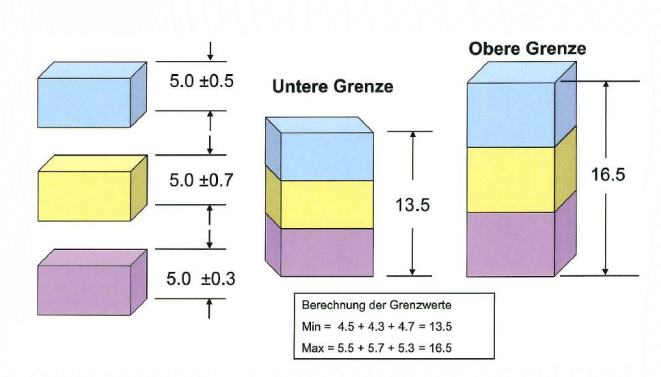 5.0 ±0.5
5.0 ±0.7
5.0 ±0.3
Untere Grenze
13.5
Obere Grenze
16.5
Berechnung der Grenzwerte
Min = 4.5 + 4.3 + 4.7 = 13.5
Max = 5.5 + 5.7 + 5.3 = 16.5